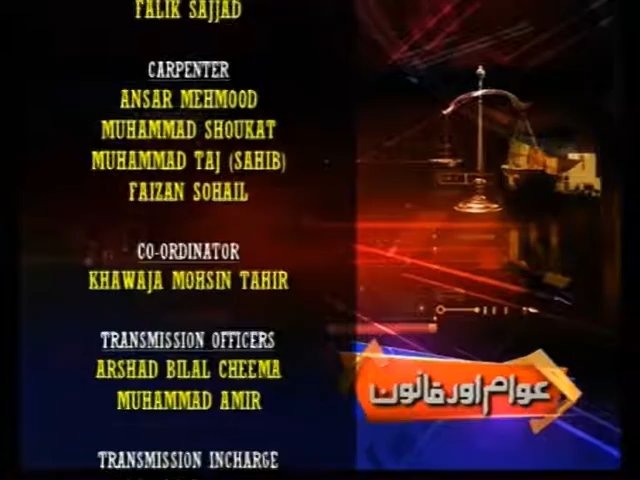 FALIK SAJJAD
CARPENTER
ANSAR MEHMOOD
MUHAMMAD SHOUKAT
MUHAMMAD TAJ (SAHIB)
FAIZAN SOHAIL
CO-ORDINATOR
KHAWAJA MOHSIN TAHIR
TRANSMISSION OFFICERS
ARSHAD BILAL CHEEMA
MUHAMMAD AMIR
TRANSMISSION INCHARGE
عوام اور قانون